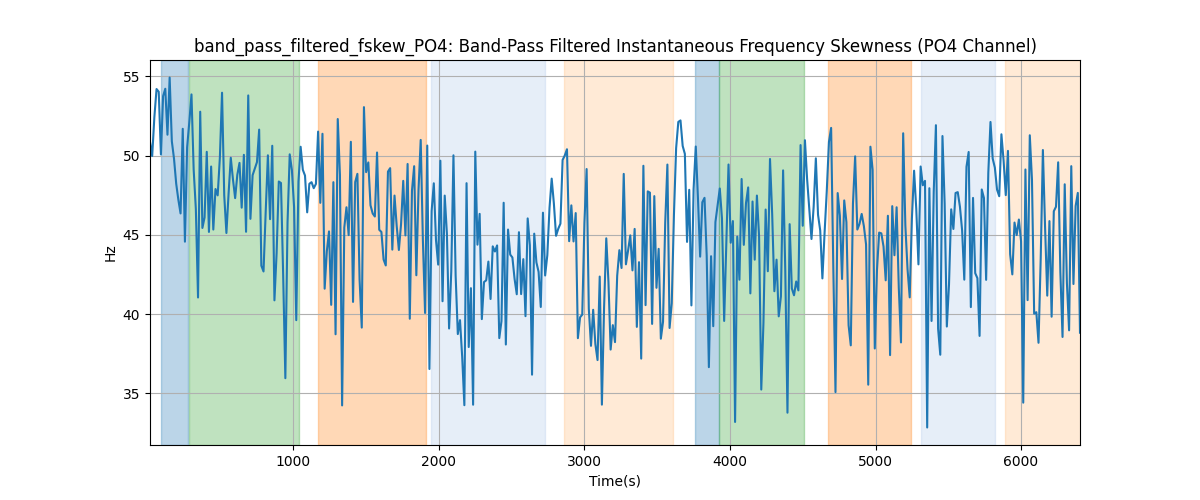 band_pass_filtered_fskew_PO4: Band-Pass Filtered Instantaneous Frequency Skewness (PO4 Channel)
55
50
45
40
35
Hz
1000 2000 3000 4000 5000 6000
Time(s)